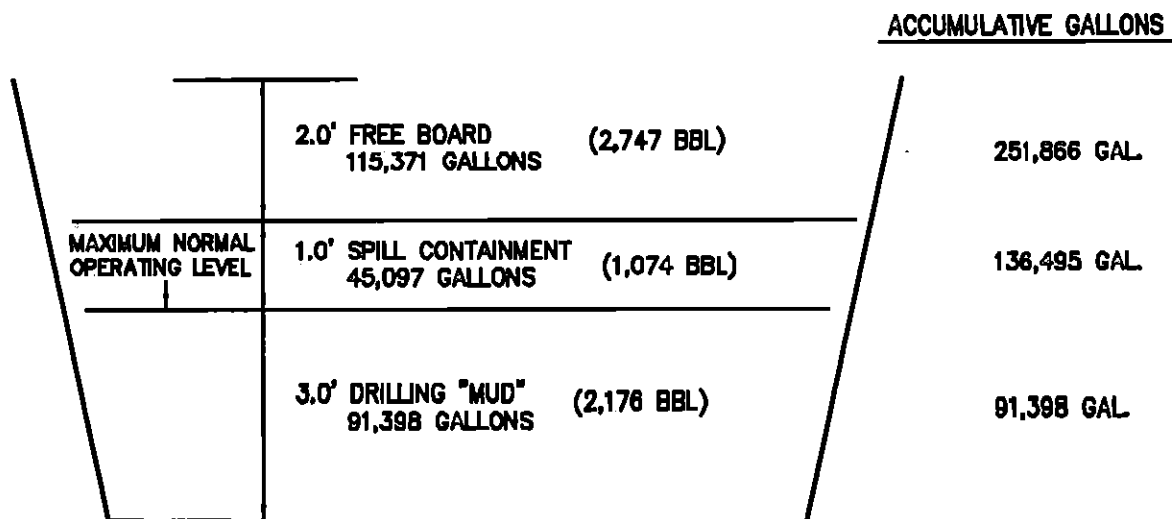 ACCUMULATIVE GALLONS
2.0' FREE BOARD (2,747 BBL)
115,371 GALLONS
251,866 GAL.
MAXIMUM NORMAL
OPERATING LEVEL
1.0' SPILL CONTAINMENT
45,097 GALLONS (1,074 BBL)
136,495 GAL.
3.0' DRILLING "MUD" (2,176 BBL)
91,398 GALLONS
91,398 GAL.